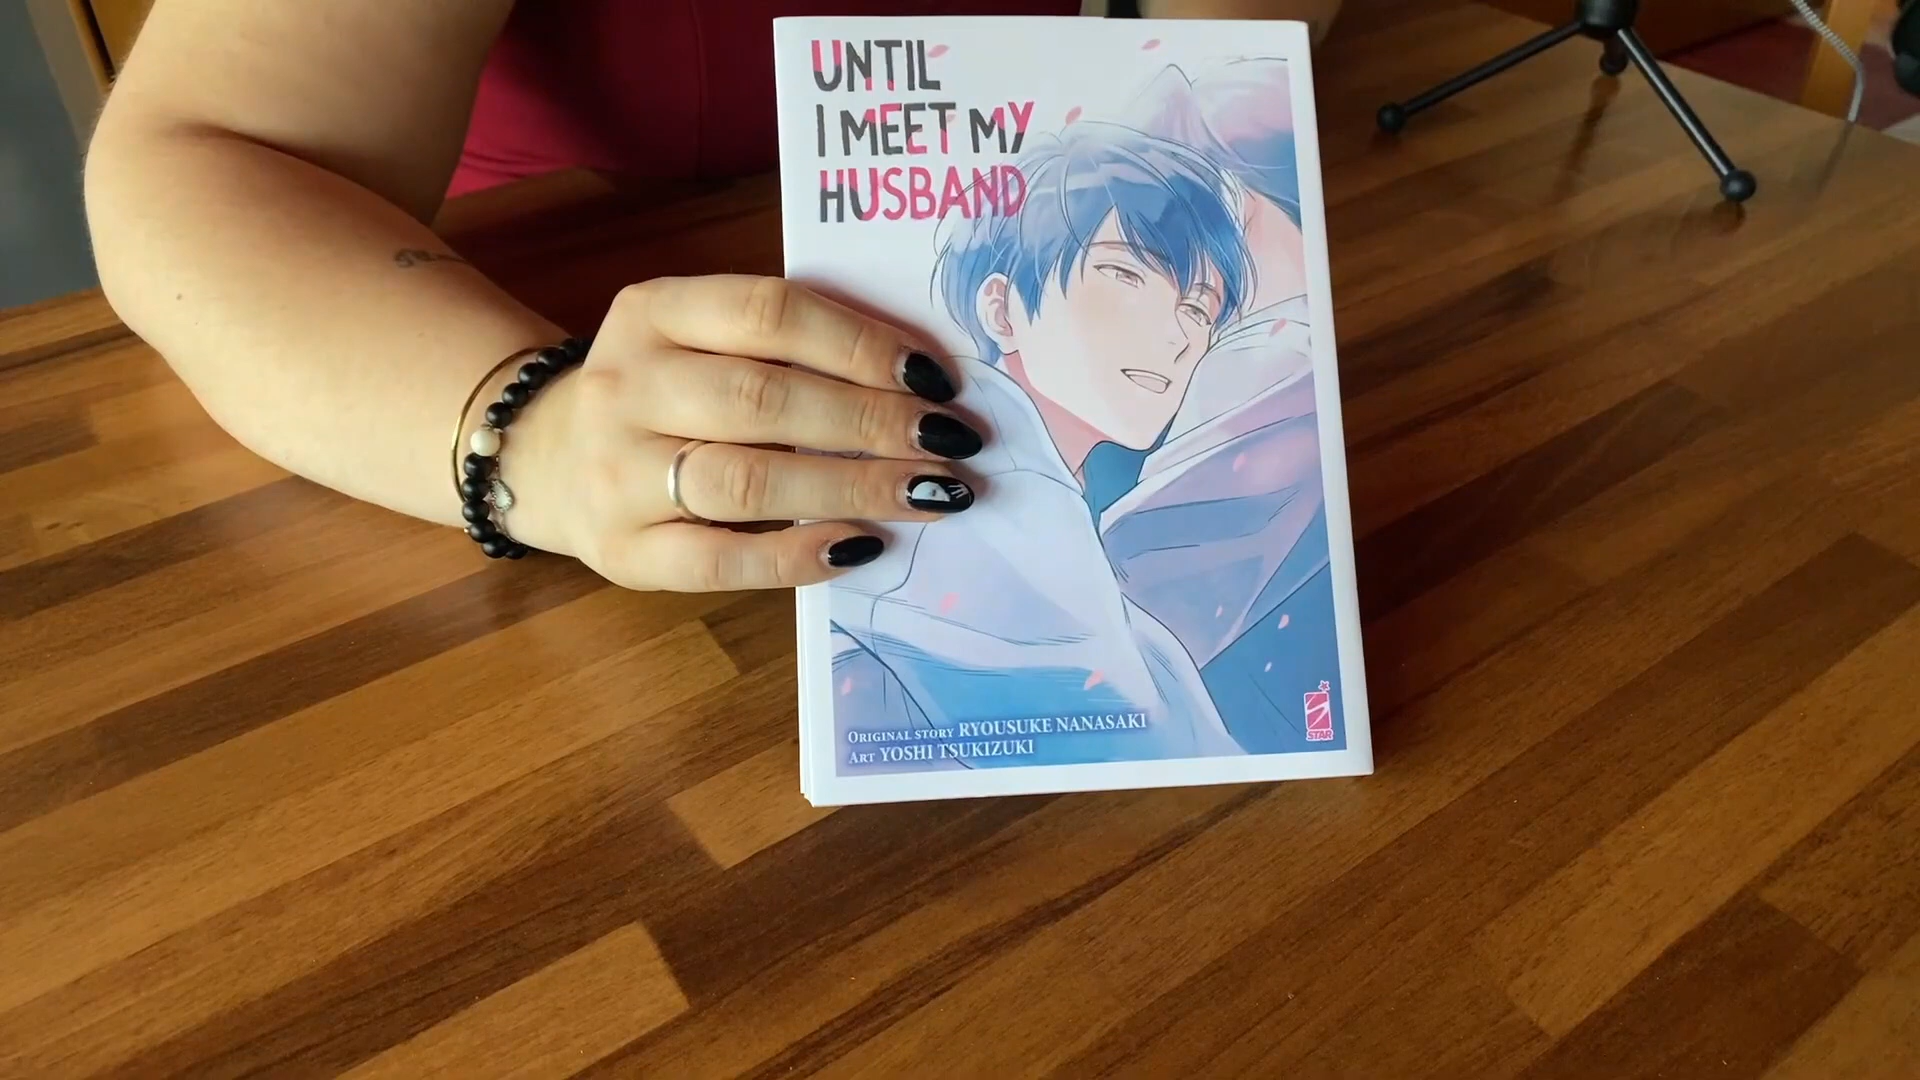 UNTIL
I MEET MY
HUSBAND
ORIGINAL STORY RYOUSUKE NANASAKI
ART YOSHI TSUKIZUKI
STAR